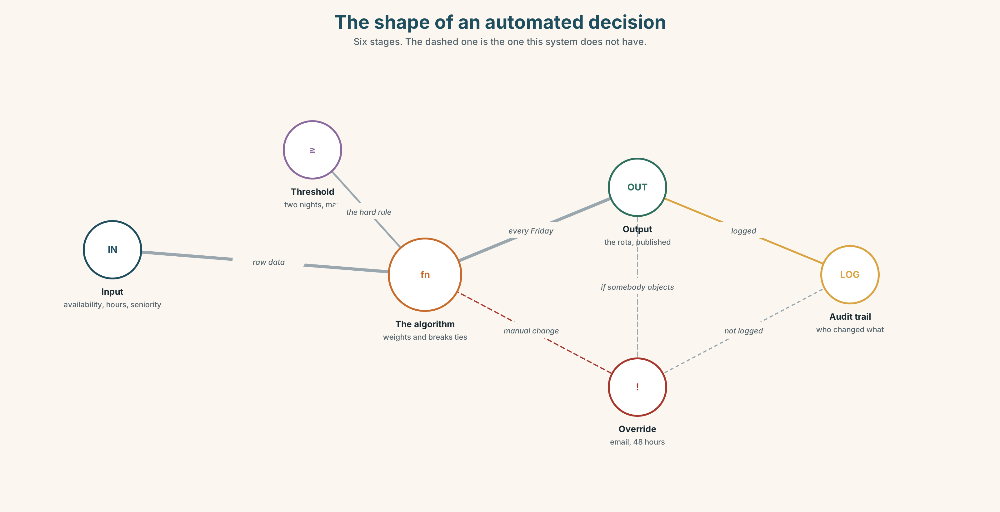 The shape of an automated decision
Six stages. The dashed one is the one this system does not have.
≥
Threshold
two nights,
the hard rule
IN
Input
availability, hours, seniority
raw data
fn
The algorithm
weights and breaks ties
every Friday
OUT
Output
the rota, published
logged
LOG
Audit trail
who changed what
if somebody objects
manual change
not logged
!
Override
email, 48 hours